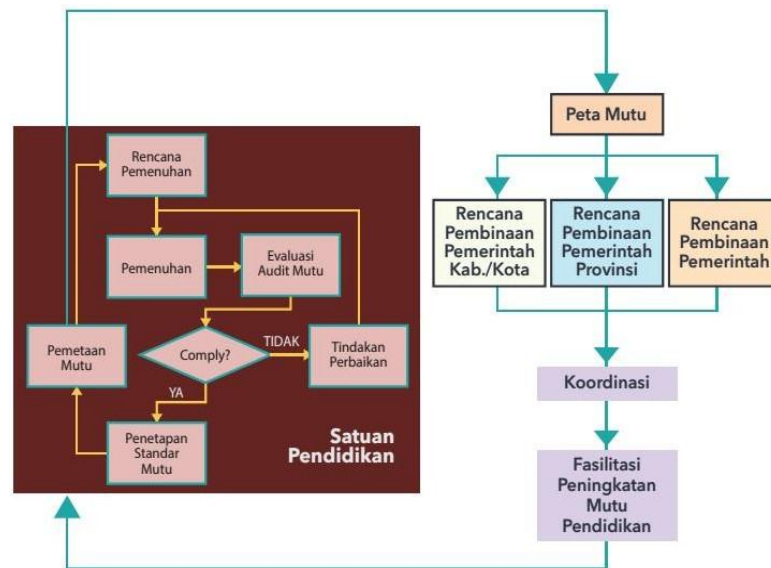 Peta Mutu
Rencana
Pembinaan
Pemerintah
Kab./Kota
Rencana
Pembinaan
Pemerintah
Provinsi
Rencana
Pembinaan
Pemerintah
Koordinasi
Fasilitasi
Peningkatan
Mutu
Pendidikan
Rencana
Pemenuhan
Pemenuhan
Evaluasi
Audit Mutu
Pemetaan
Mutu
Comply?
TIDAK
Tindakan
Perbaikan
YA
Penetapan
Standar
Mutu
Satuan
Pendidikan